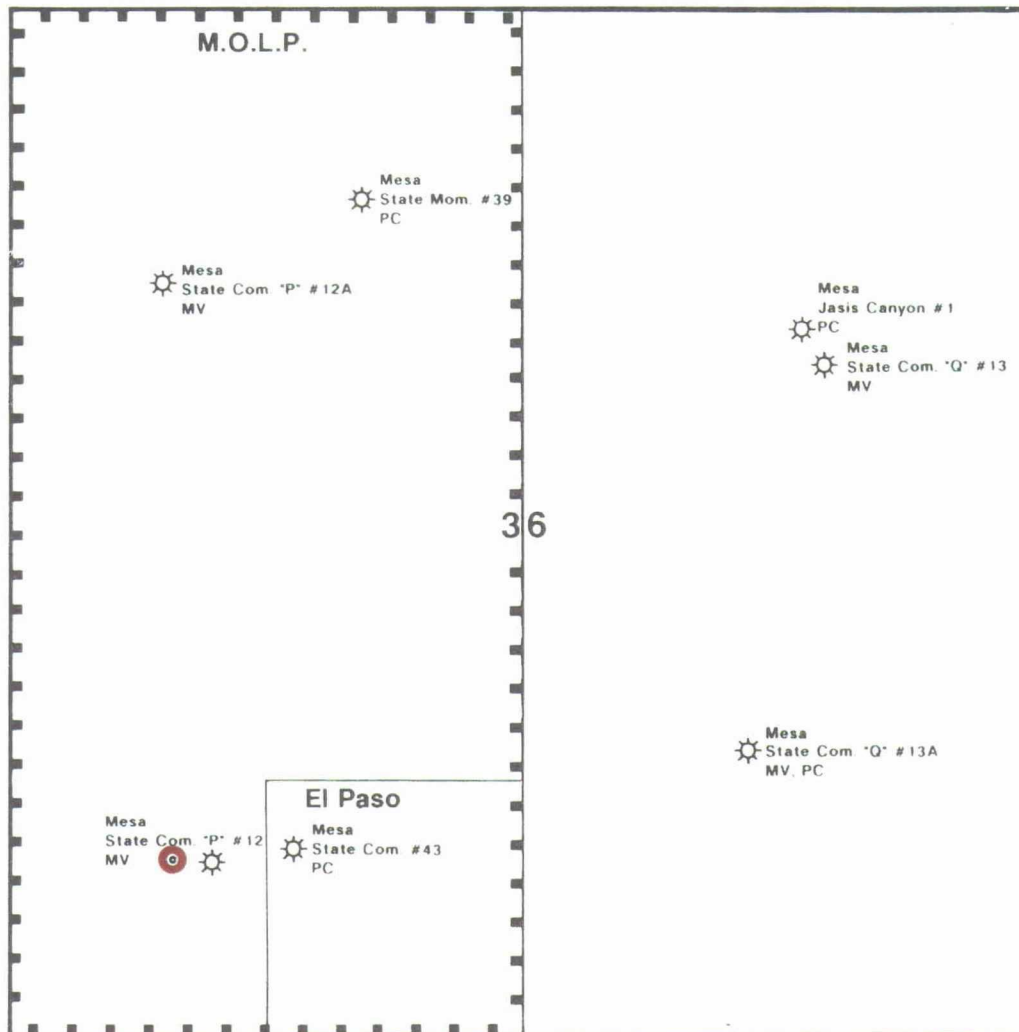 M.O.L.P.
Mesa
State Mom. #39
PC
Mesa
State Com. "P" #12A
MV
Mesa
Jasis Canyon #1
PC
Mesa
State Com. "Q" #13
MV
36
Mesa
State Com. "Q" #13A
MV, PC
El Paso
Mesa
State Com. "P" #12
MV
Mesa
State Com. #43
PC